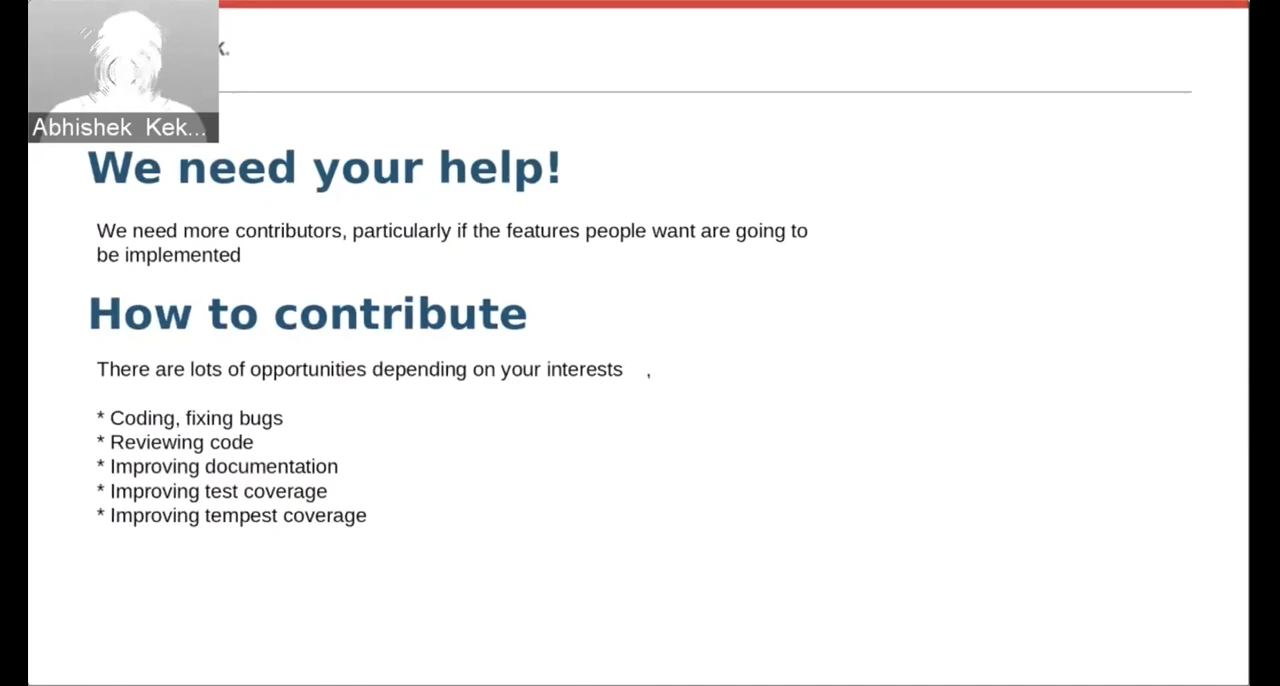 Abhishek Kek...
We need your help!
We need more contributors, particularly if the features people want are going to
be implemented
How to contribute
There are lots of opportunities depending on your interests ,
* Coding, fixing bugs
* Reviewing code
* Improving documentation
* Improving test coverage
* Improving tempest coverage